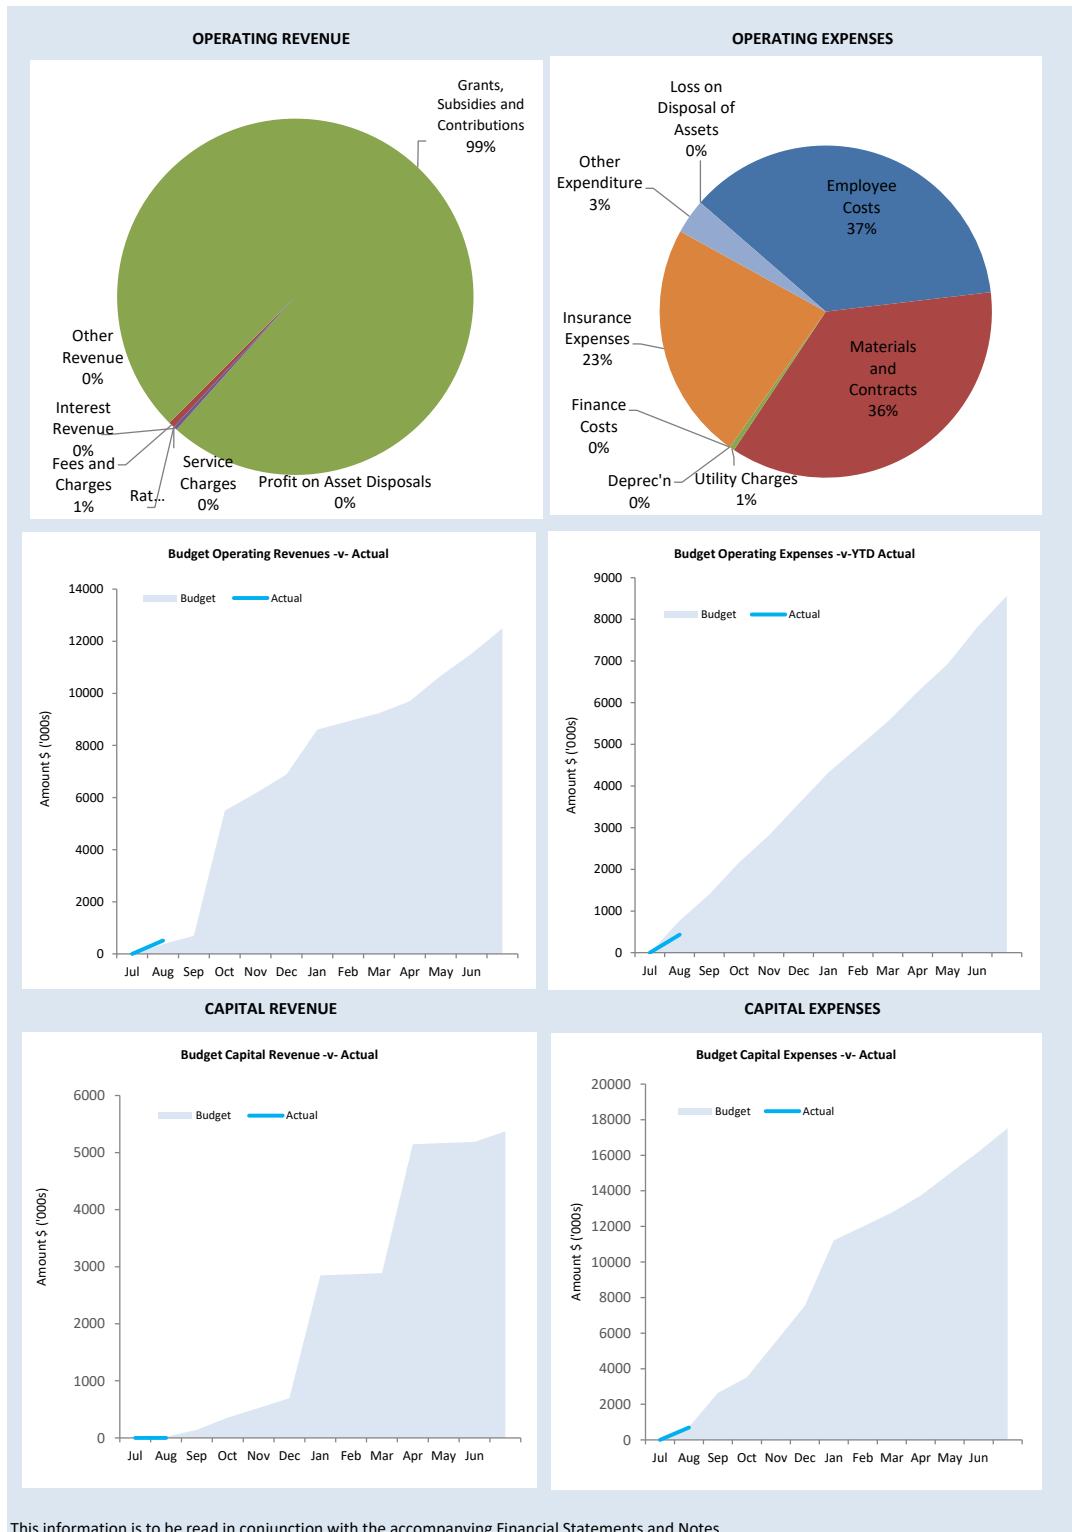 OPERATING REVENUE
Grants,
Subsidies and
Contributions
99%
Other
Revenue
0%
Interest
Revenue
0%
Fees and
Charges
1%
Rat...
Service
Charges
0%
Profit on Asset Disposals
0%
OPERATING EXPENSES
Loss on
Disposal of
Assets
0%
Other
Expenditure
3%
Employee
Costs
37%
Insurance
Expenses
23%
Materials
and
Contracts
36%
Finance
Costs
0%
Deprec'n
0%
Utility Charges
1%
Budget Operating Revenues -v- Actual
Budget Actual
Amount $ ('000s)
14000
12000
10000
8000
6000
4000
2000
0
Jul Aug Sep Oct Nov Dec Jan Feb Mar Apr May Jun
Budget Operating Expenses -v-YTD Actual
Budget Actual
Amount $ ('000s)
9000
8000
7000
6000
5000
4000
3000
2000
1000
0
Jul Aug Sep Oct Nov Dec Jan Feb Mar Apr May Jun
CAPITAL REVENUE
Budget Capital Revenue -v- Actual
Budget Actual
Amount $ ('000s)
6000
5000
4000
3000
2000
1000
0
Jul Aug Sep Oct Nov Dec Jan Feb Mar Apr May Jun
CAPITAL EXPENSES
Budget Capital Expenses -v- Actual
Budget Actual
Amount $ ('000s)
20000
18000
16000
14000
12000
10000
8000
6000
4000
2000
0
Jul Aug Sep Oct Nov Dec Jan Feb Mar Apr May Jun
This information is to be read in conjunction with the accompanying Financial Statements and Notes.